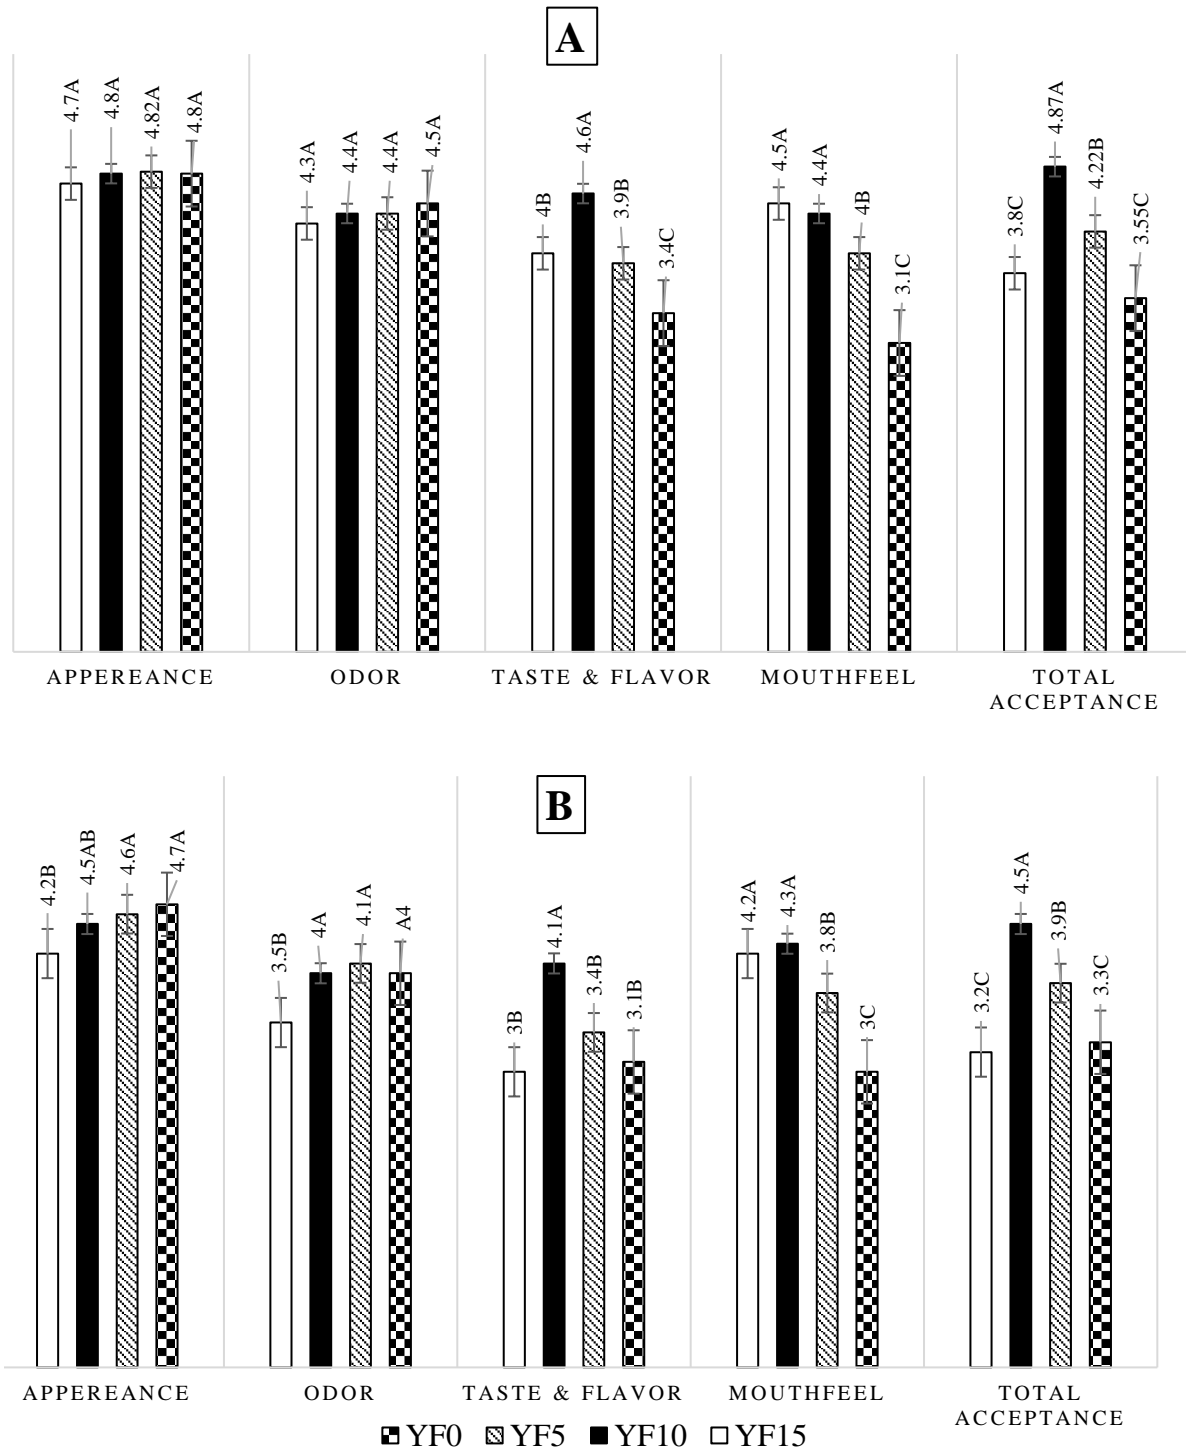 A
4.7A 4.8A 4.82A 4.8A 4.3A 4.4A 4.4A 4.5A 4B 4.6A 3.9B 3.4C 4.5A 4.4A 4B 3.1C 3.8C 4.87A 4.22B 3.55C
APPEREANCE ODOR TASTE & FLAVOR MOUTHFEEL TOTAL
ACCEPTANCE
B
4.2B 4.5AB 4.6A 4.7A 3.5B 4A 4.1A A4 3B 4.1A 3.4B 3.1B 4.2A 4.3A 3.8B 3C 3.2C 4.5A 3.9B 3.3C
APPEREANCE ODOR TASTE & FLAVOR MOUTHFEEL TOTAL
ACCEPTANCE
YF0 YF5 YF10 YF15